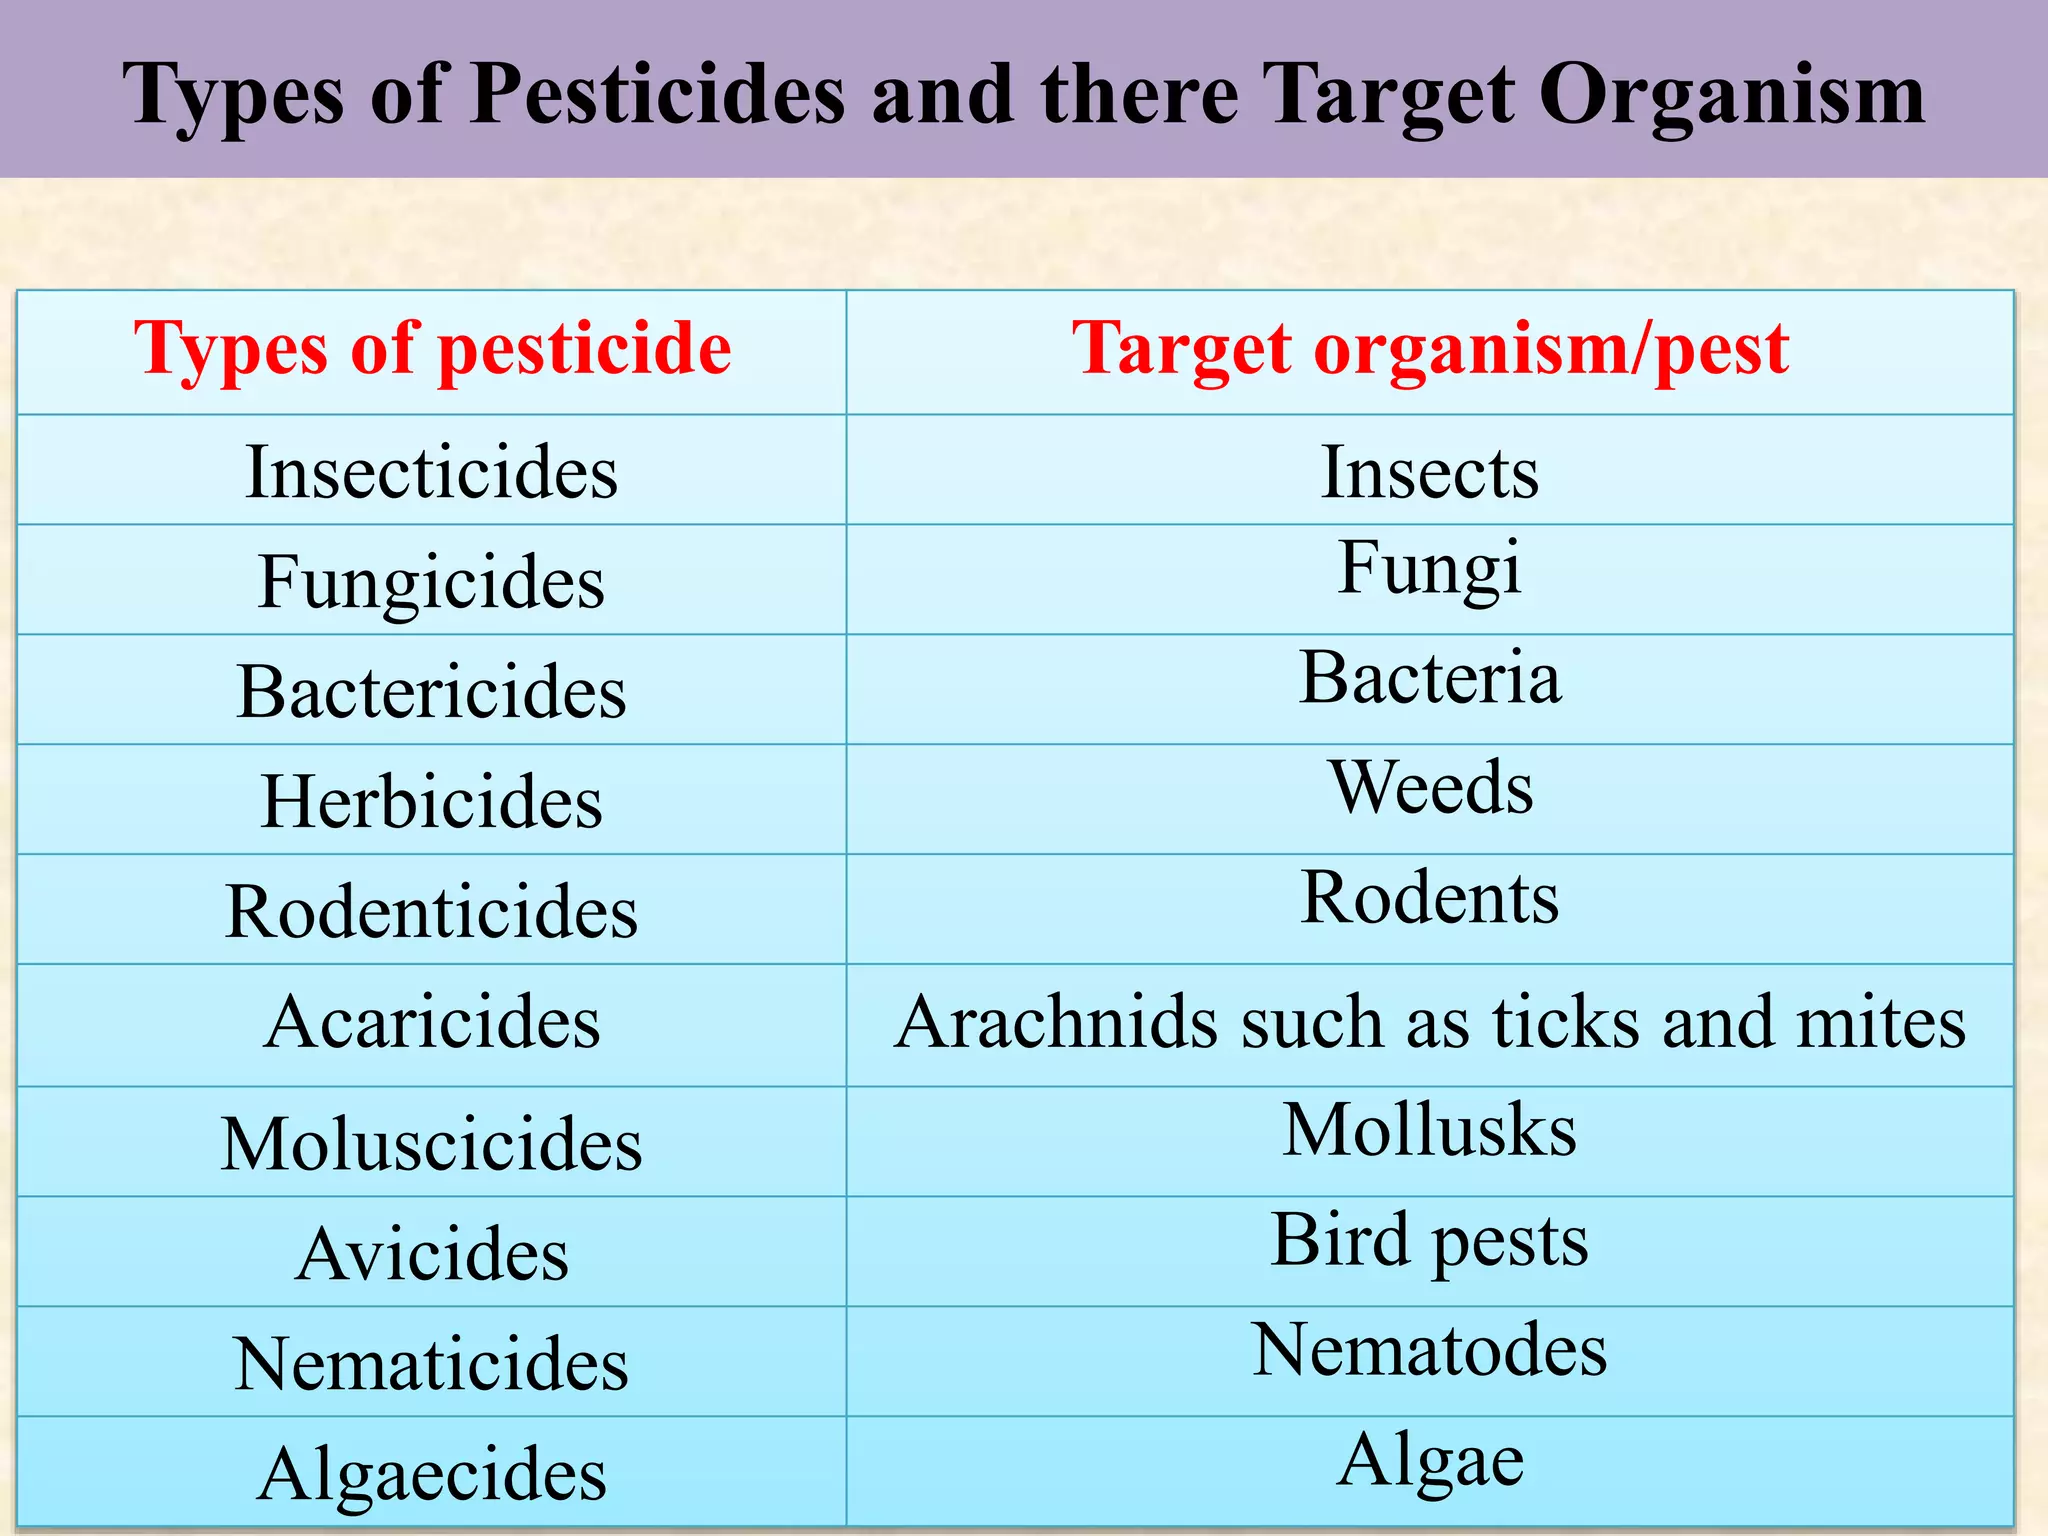 Types of Pesticides and there Target Organism
Types of pesticide Target organism/pest
Insecticides Insects
Fungicides Fungi
Bactericides Bacteria
Herbicides Weeds
Rodenticides Rodents
Acaricides Arachnids such as ticks and mites
Moluscicides Mollusks
Avicides Bird pests
Nematicides Nematodes
Algaecides Algae